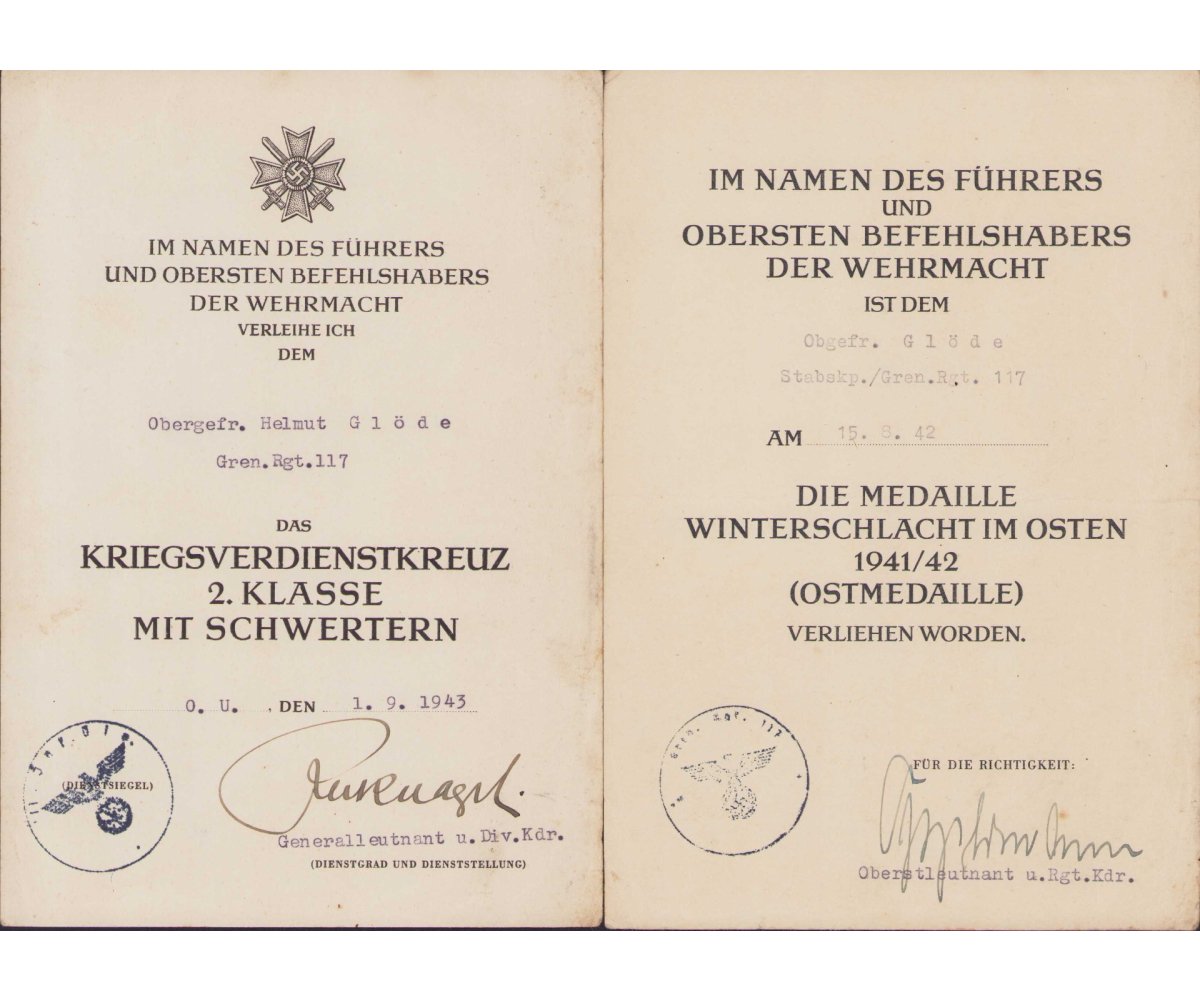 IM NAMEN DES FÜHRERS
UND OBERSTEN BEFEHLSHABERS
DER WEHRMACHT
VERLEIHE ICH
DEM
Obergefr. Helmut G l ö d e
Gren.Rgt.117
DAS
KRIEGSVERDIENSTKREUZ
2. KLASSE
MIT SCHWERTERN
O. U. , DEN 1. 9. 1943
(DIENSTSIEGEL)
Generalleutnant u. Div.Kdr.
(DIENSTGRAD UND DIENSTSTELLUNG)
IM NAMEN DES FÜHRERS
UND
OBERSTEN BEFEHLSHABERS
DER WEHRMACHT
IST DEM
Obgefr. G l ö d e
Stabskp./Gren.Rgt. 117
AM 15. 8. 42
DIE MEDAILLE
WINTERSCHLACHT IM OSTEN
1941/42
(OSTMEDAILLE)
VERLIEHEN WORDEN.
FÜR DIE RICHTIGKEIT:
Oberstleutnant u.Rgt.Kdr.